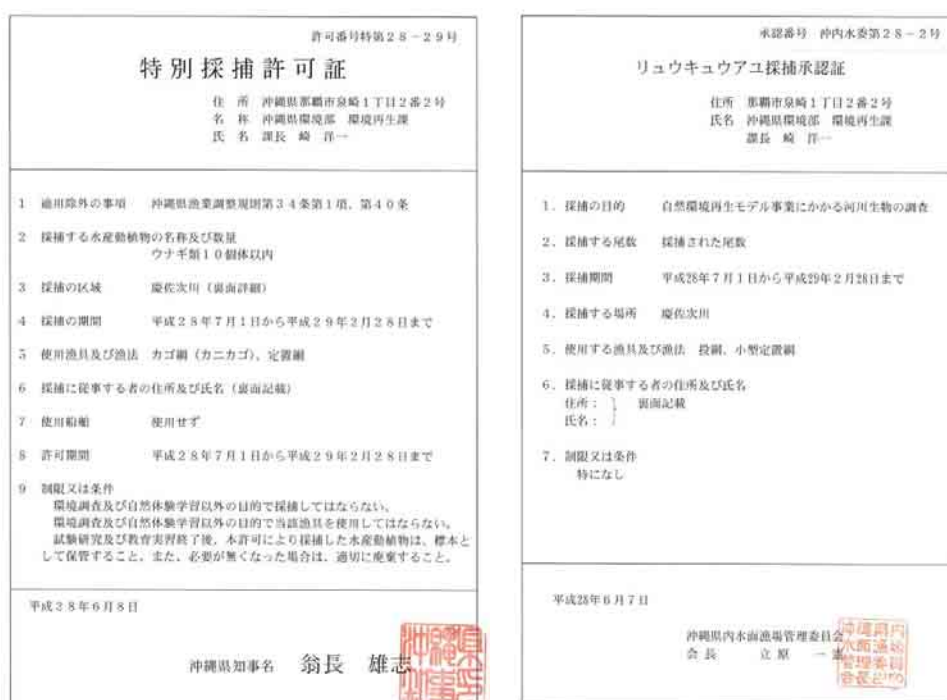 許可番号特第28－29号
特別採捕許可証
住 所 沖縄県那覇市泉崎1丁目2番2号
名 称 沖縄県環境部 環境再生課
氏 名 課長 﨑 洋一
1 適用除外の事項 沖縄県漁業調整規則第34条第1項、第40条
2 採捕する水産動植物の名称及び数量
ウナギ類10個体以内
3 採捕の区域 慶佐次川（裏面詳細）
4 採捕の期間 平成28年7月1日から平成29年2月28日まで
5 使用漁具及び漁法 カゴ網（カニカゴ）、定置網
6 採捕に従事する者の住所及び氏名（裏面記載）
7 使用船舶 使用せず
8 許可期間 平成28年7月1日から平成29年2月28日まで
9 制限又は条件
環境調査及び自然体験学習以外の目的で採捕してはならない。
環境調査及び自然体験学習以外の目的で当該漁具を使用してはならない。
試験研究及び教育実習終了後、本許可により採捕した水産動植物は、標本と
して保管すること、また、必要が無くなった場合は、適切に廃棄すること。
平成28年6月8日
沖縄県知事名 翁長 雄志
承認番号 沖内水委第28－2号
リュウキュウアユ採捕承認証
住所 那覇市泉崎1丁目2番2号
氏名 沖縄県環境部 環境再生課
課長 﨑 洋一
1．採捕の目的 自然環境再生モデル事業にかかる河川生物の調査
2．採捕する尾数 採捕された尾数
3．採捕期間 平成28年7月1日から平成29年2月28日まで
4．採捕する場所 慶佐次川
5．使用する漁具及び漁法 投網、小型定置網
6．採捕に従事する者の住所及び氏名
住所： 裏面記載
氏名：
7．制限又は条件
特になし
平成28年6月7日
沖縄県内水面漁場管理委員会
会 長 立 原 一 憲